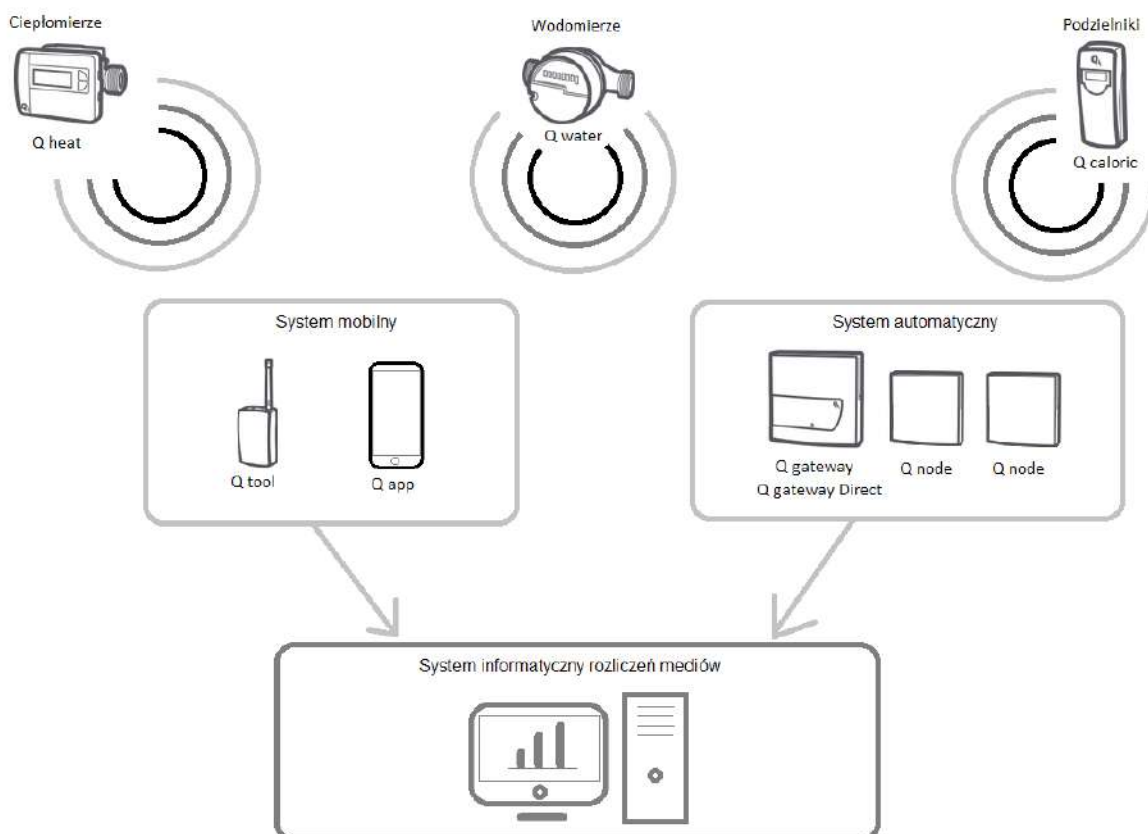 Ciepłomierze
Wodomierze
Podzielniki
Q heat
Q water
Q caloric
System mobilny
System automatyczny
Q tool
Q app
Q gateway
Q gateway Direct
Q node
Q node
System informatyczny rozliczeń mediów